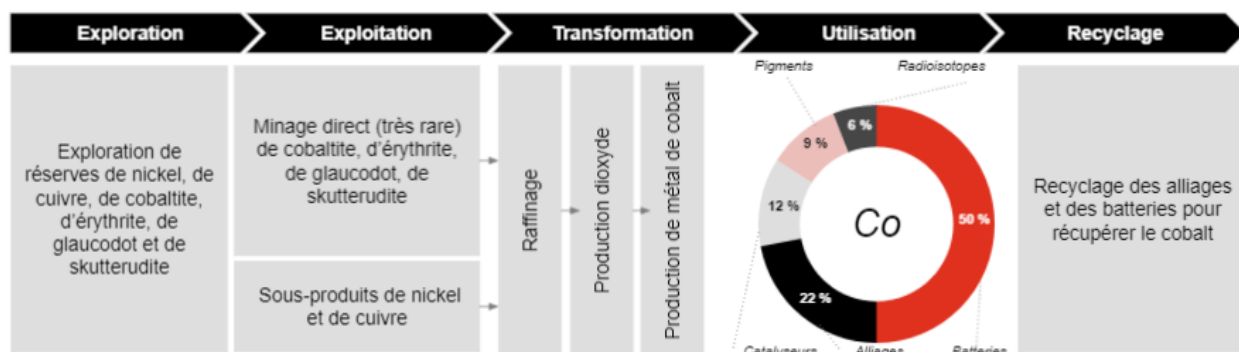 Exploration
Exploitation
Transformation
Utilisation
Recyclage
Exploration de
réserves de nickel, de
cuivre, de cobaltite,
d'érythrite, de
glaucodot et de
skutterudite
Minage direct (très rare)
de cobaltite, d'érythrite,
de glaucodot, de
skutterudite
Sous-produits de nickel
et de cuivre
Raffinage
Production dioxyde
Production de métal de cobalt
Pigments
Radioisotopes
6 %
9 %
12 %
Co
50 %
22 %
Catalyseurs
Alliages
Batteries
Recyclage des alliages
et des batteries pour
récupérer le cobalt